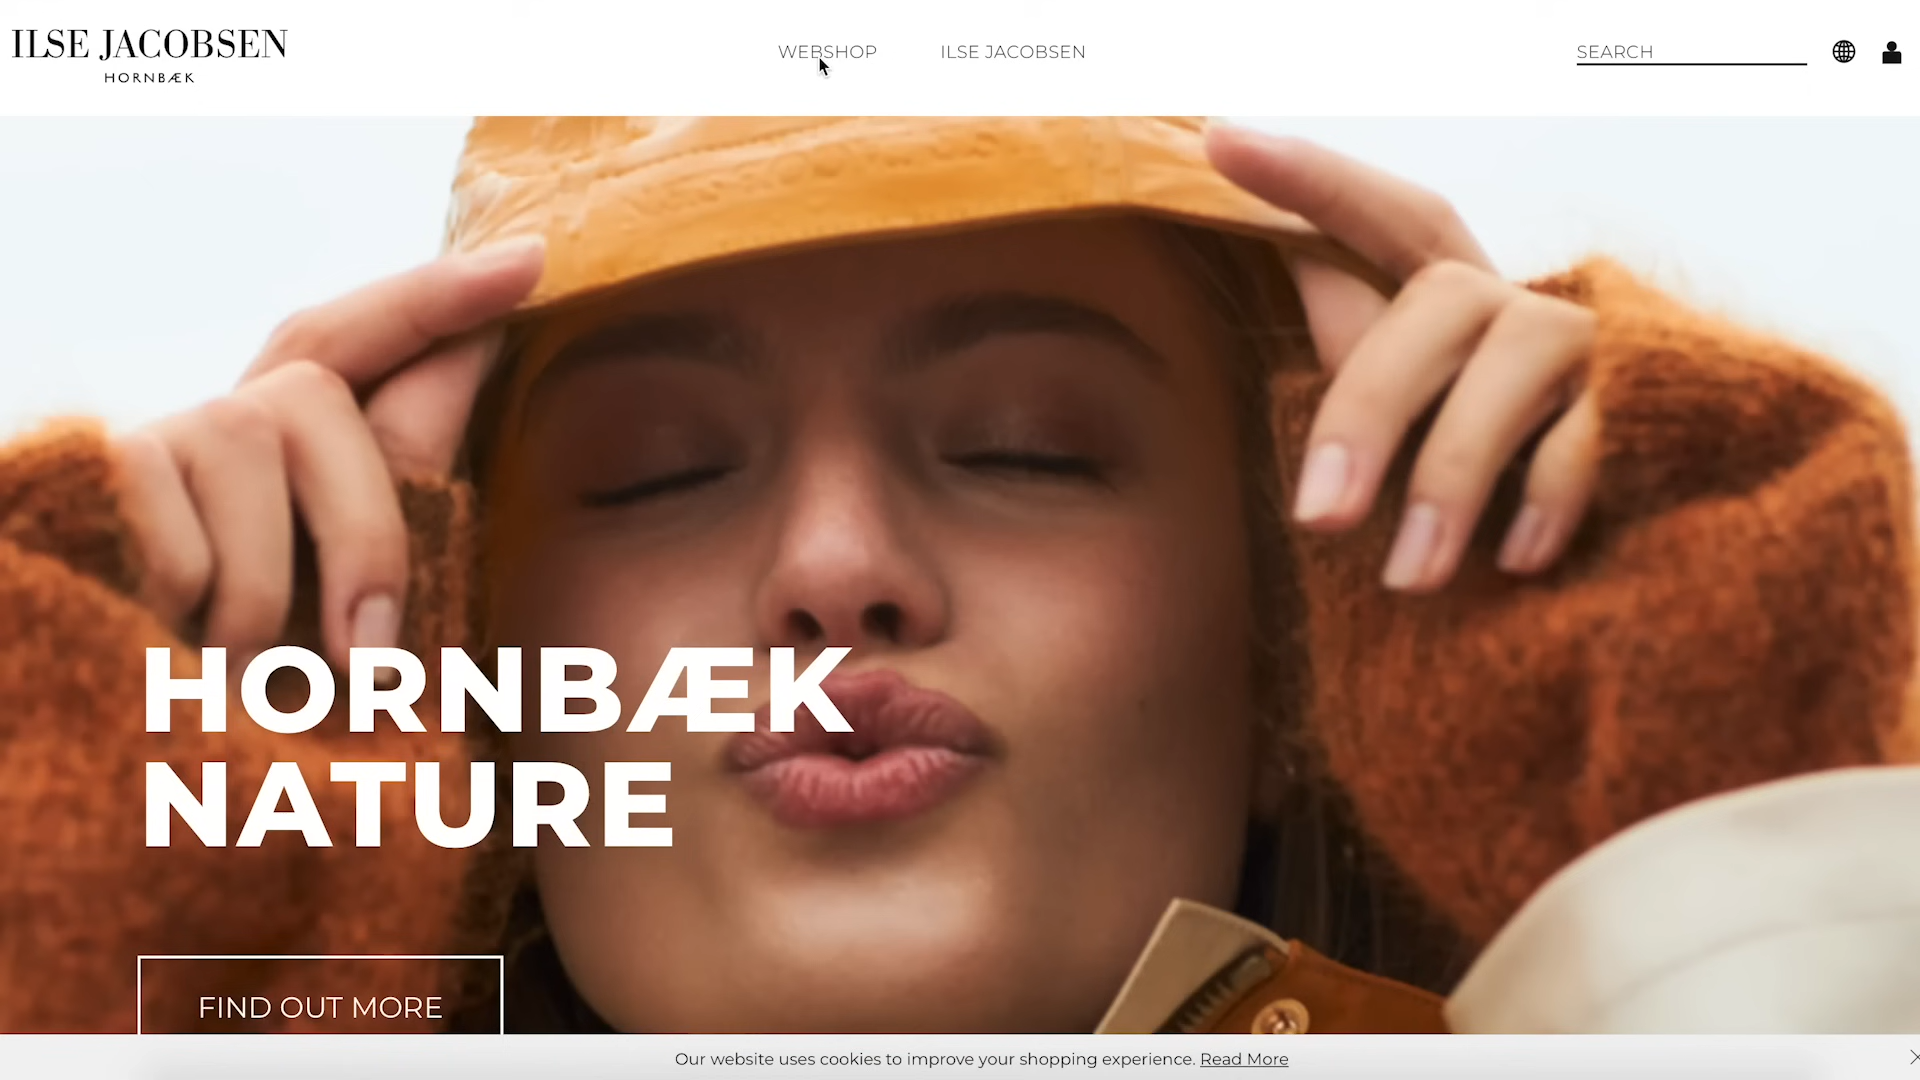 ILSE JACOBSEN
HORNBÆK
WEBSHOP
ILSE JACOBSEN
SEARCH
HORNBÆK
NATURE
FIND OUT MORE
Our website uses cookies to improve your shopping experience. Read More